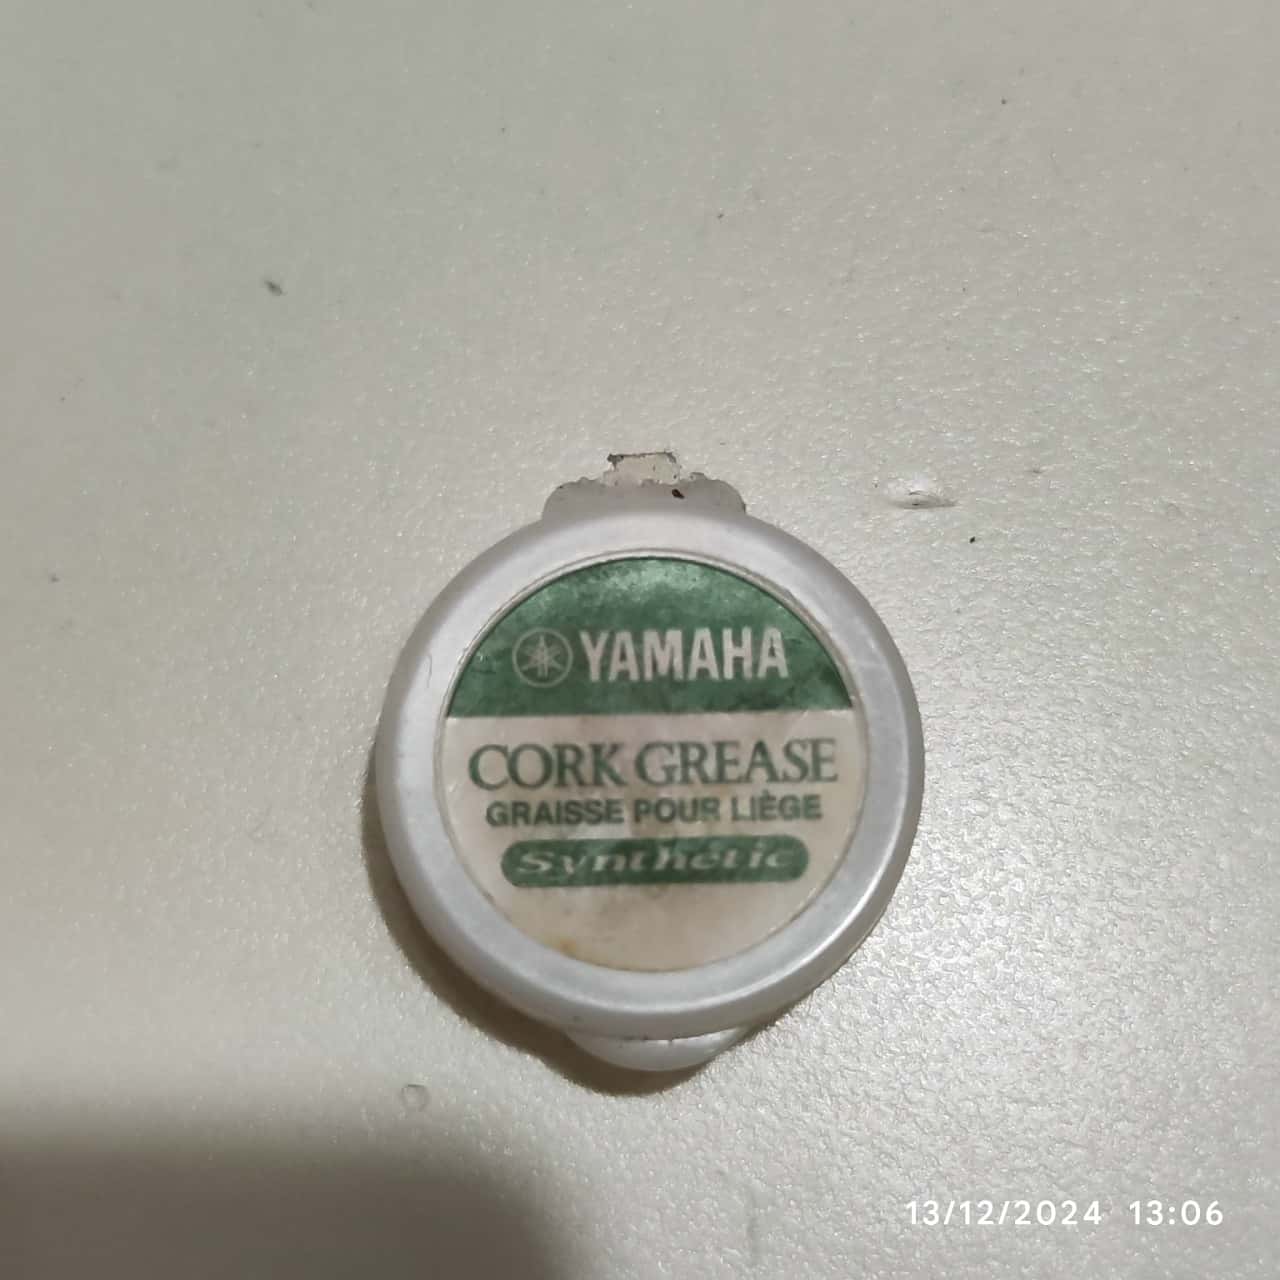 YAMAHA
CORK GREASE
GRAISSE POUR LIÈGE
Synthetic
13/12/2024 13:06